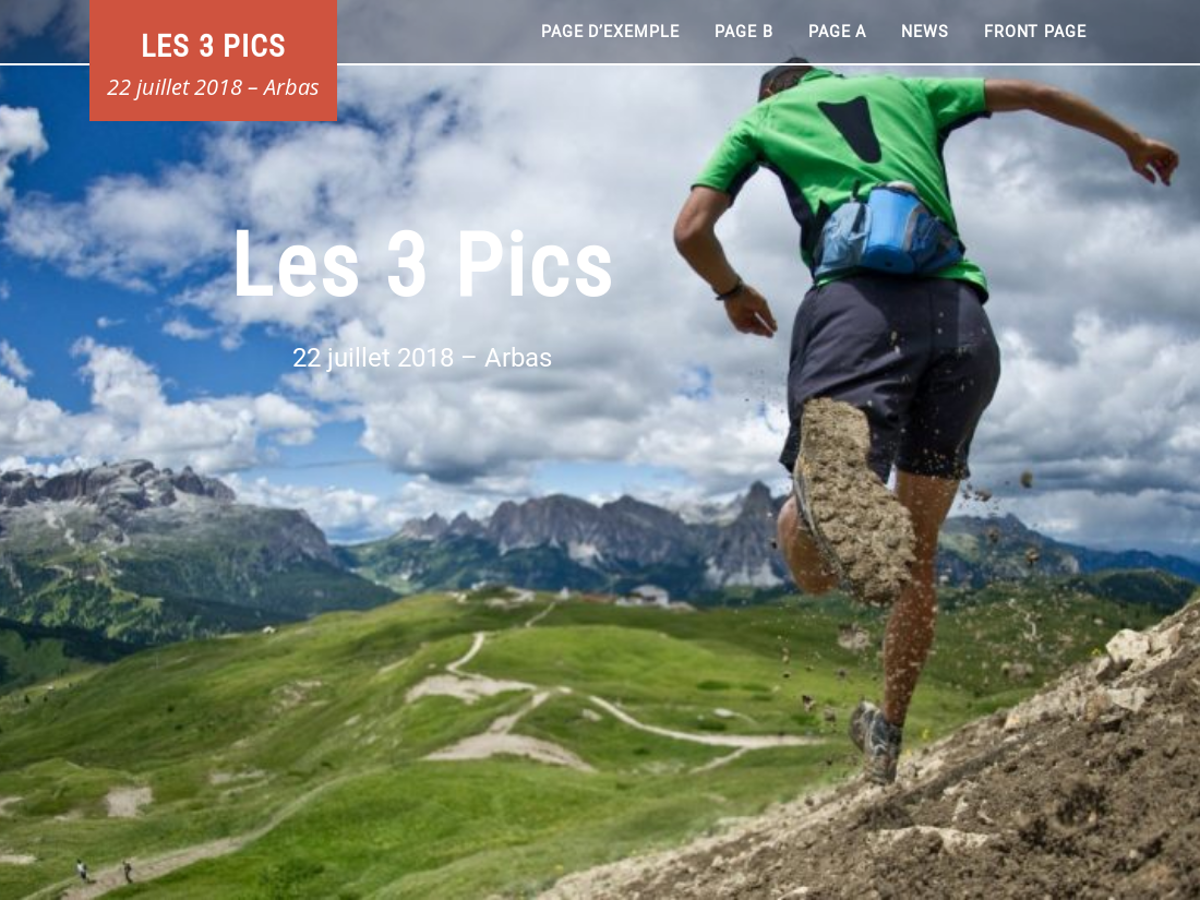 LES 3 PICS
22 juillet 2018 – Arbas
PAGE D’EXEMPLE PAGE B PAGE A NEWS FRONT PAGE
Les 3 Pics
22 juillet 2018 – Arbas